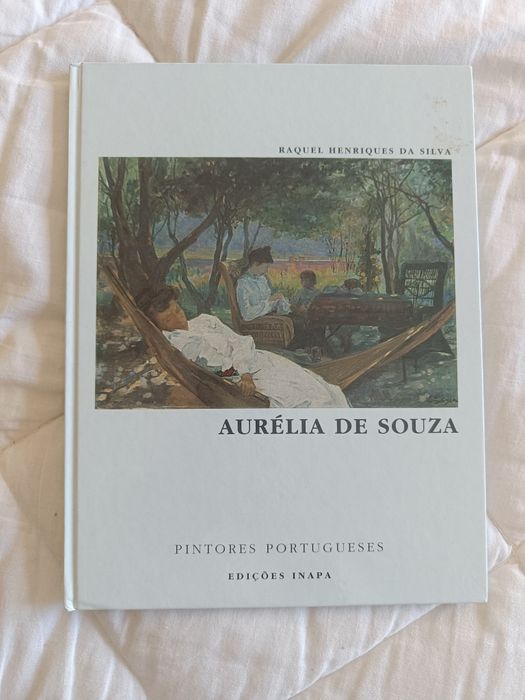 RAQUEL HENRIQUES DA SILVA
AURÉLIA DE SOUZA
PINTORES PORTUGUESES
EDIÇÕES INAPA